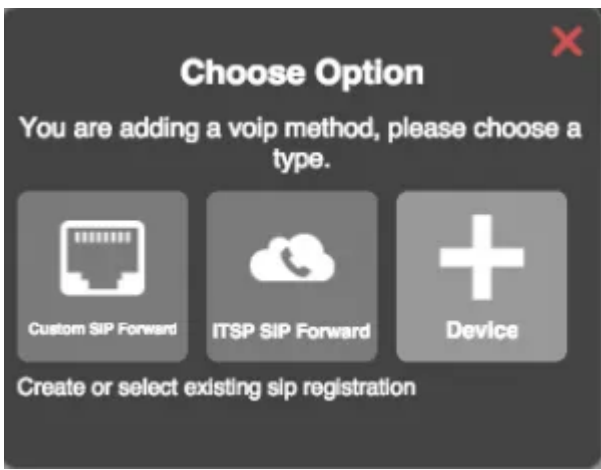 Choose Option
You are adding a voip method, please choose a
type.
Custom SIP Forward
ITSP SIP Forward
Device
Create or select existing sip registration